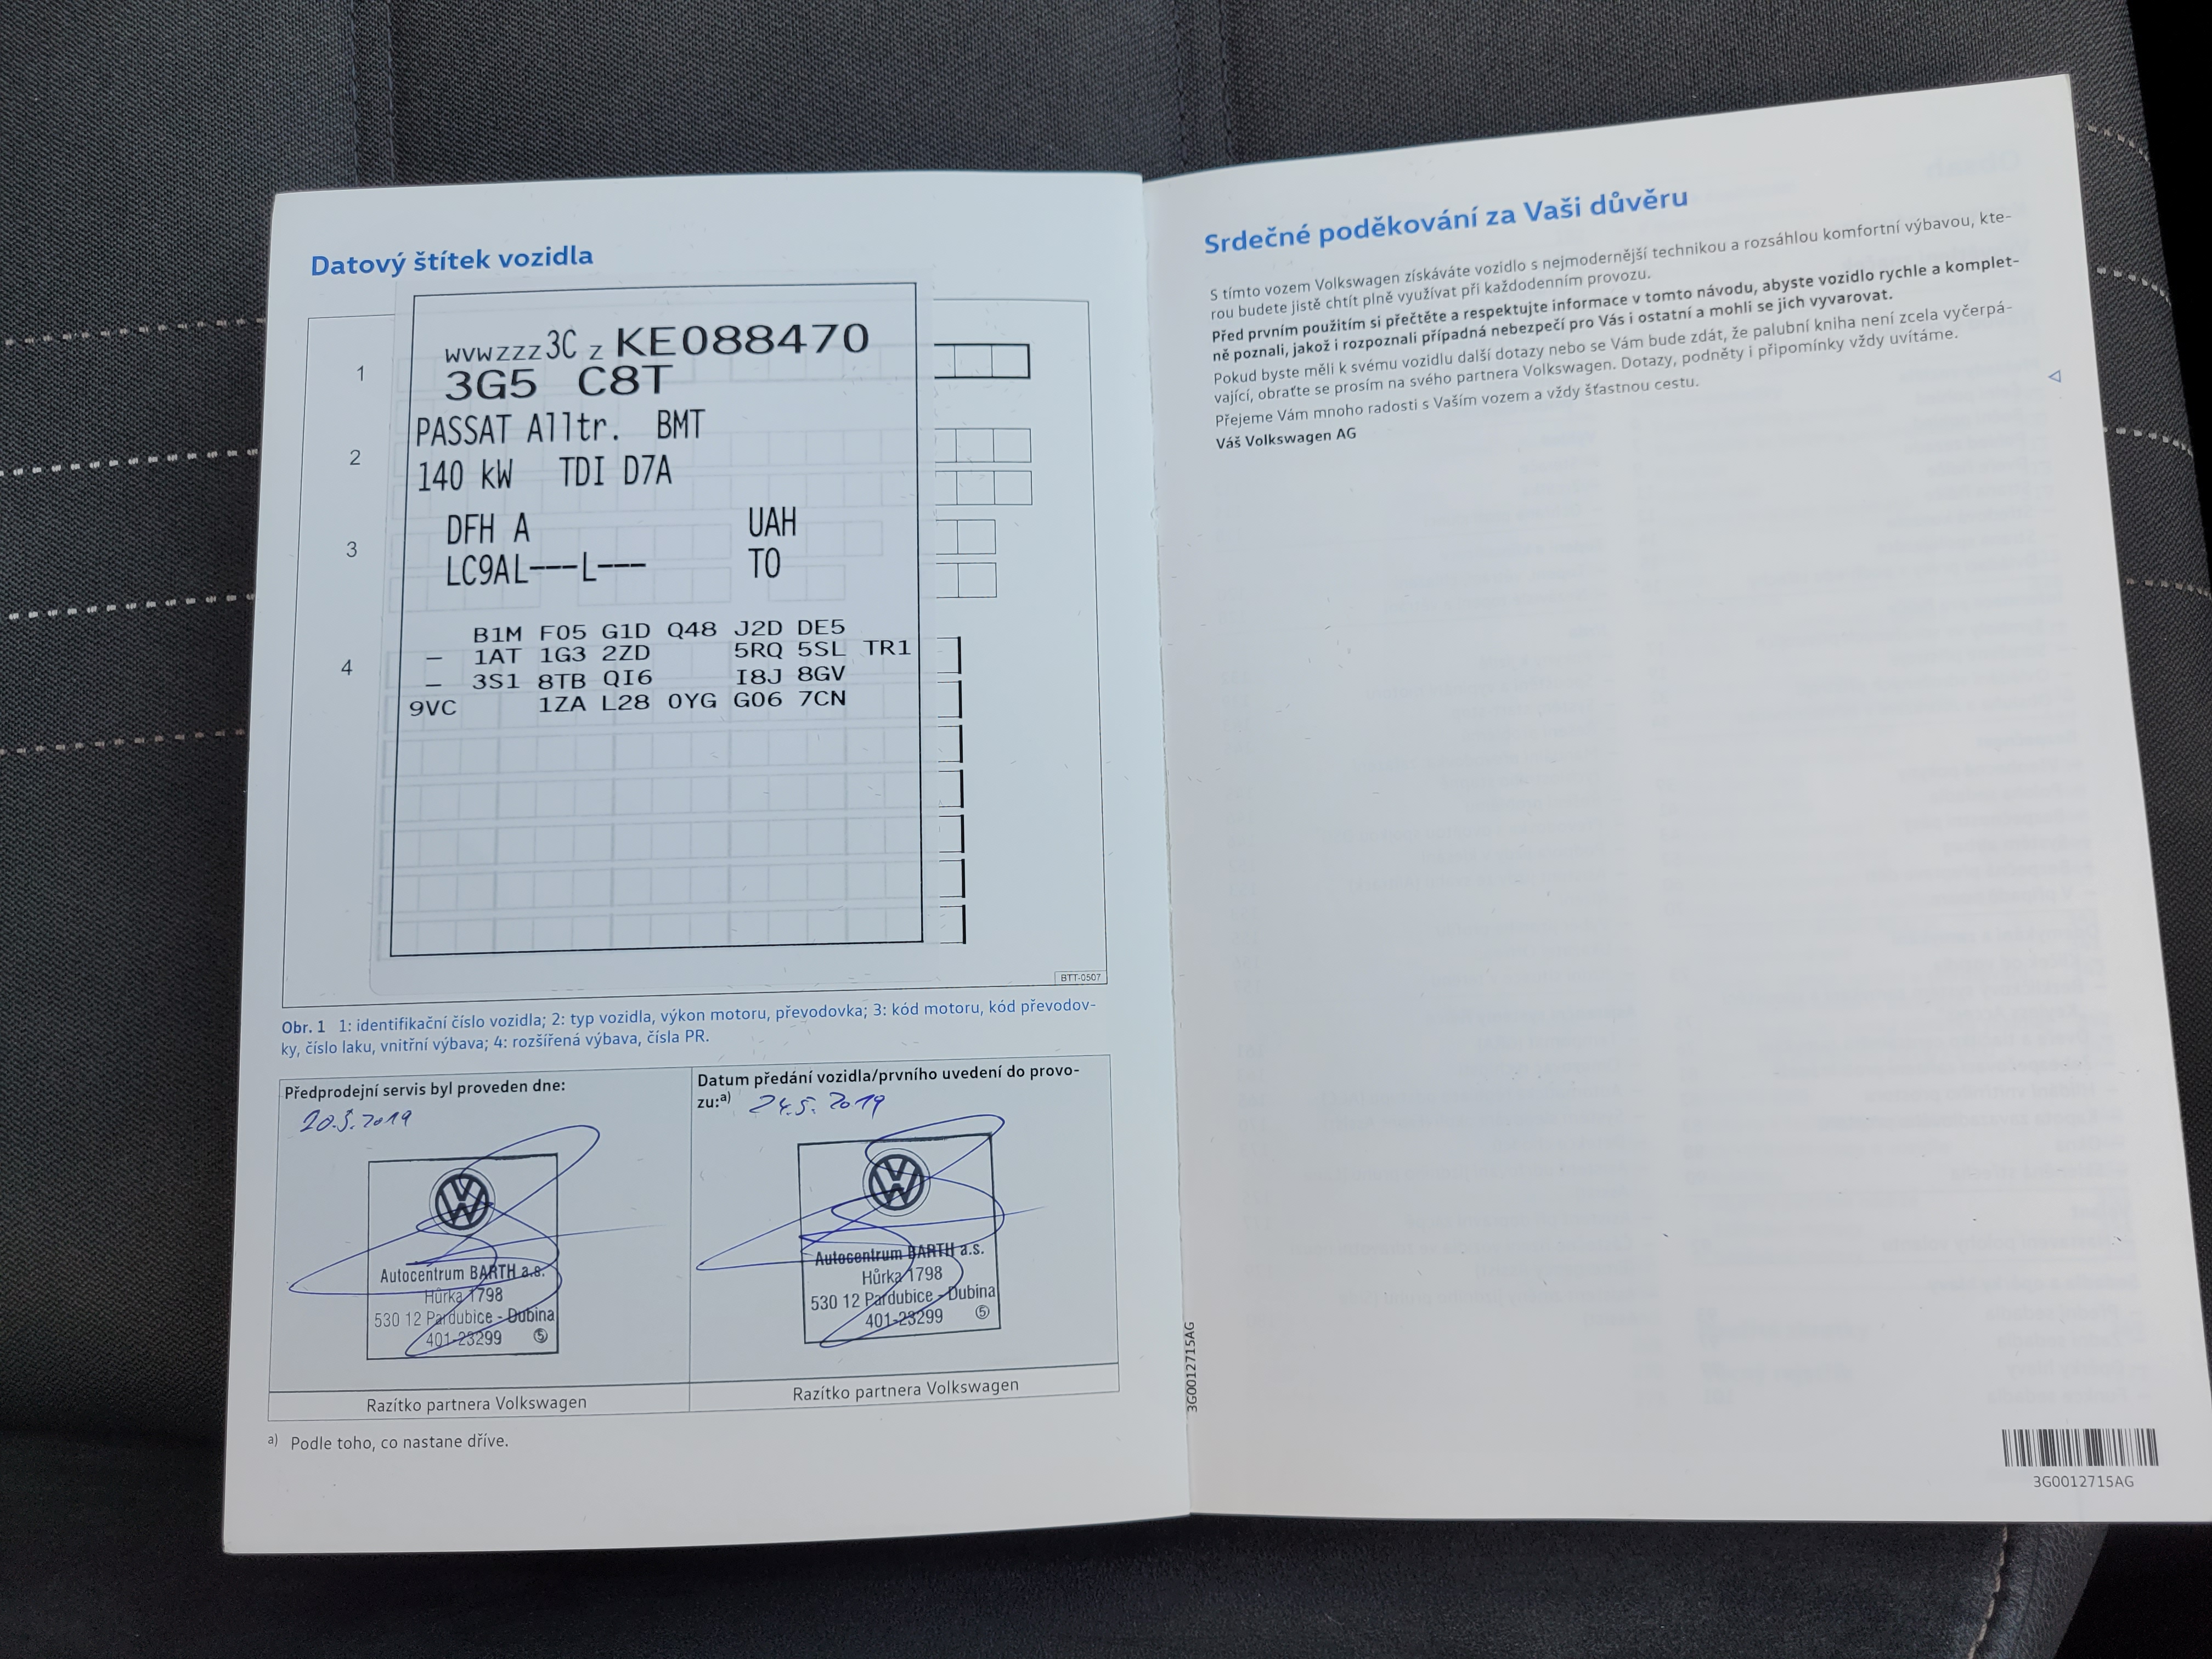 Datový štítek vozidla
1
WVWZZZ3C Z KE088470
3G5 C8T
2
PASSAT Alltr. BMT
140 kW TDI D7A
3
DFH A UAH
LC9AL---L--- TO
4
B1M F05 G1D Q48 J2D DE5
– 1AT 1G3 2ZD 5RQ 5SL TR1
– 3S1 8TB QI6 I8J 8GV
9VC 1ZA L28 0YG G06 7CN
BTT-0507
Obr. 1 1: identifikační číslo vozidla; 2: typ vozidla, výkon motoru, převodovka; 3: kód motoru, kód převodov-
ky, číslo laku, vnitřní výbava; 4: rozšířená výbava, čísla PR.
Předprodejní servis byl proveden dne:
20.5.2019
Autocentrum BARTH a.s.
Hůrka 1798
530 12 Pardubice - Dubina
401-23299 5
Razítko partnera Volkswagen
Datum předání vozidla/prvního uvedení do provo-
zu:a) 24.5.2019
Autocentrum BARTH a.s.
Hůrka 1798
530 12 Pardubice - Dubina
401-23299 5
Razítko partnera Volkswagen
a) Podle toho, co nastane dříve.
3G0012715AG
Srdečné poděkování za Vaši důvěru
S tímto vozem Volkswagen získáváte vozidlo s nejmodernější technikou a rozsáhlou komfortní výbavou, kte-
rou budete jistě chtít plně využívat při každodenním provozu.
Před prvním použitím si přečtěte a respektujte informace v tomto návodu, abyste vozidlo rychle a komplet-
ně poznali, jakož i rozpoznali případná nebezpečí pro Vás i ostatní a mohli se jich vyvarovat.
Pokud byste měli k svému vozidlu další dotazy nebo se Vám bude zdát, že palubní kniha není zcela vyčerpá-
vající, obraťte se prosím na svého partnera Volkswagen. Dotazy, podněty i připomínky vždy uvítáme.
Přejeme Vám mnoho radosti s Vaším vozem a vždy šťastnou cestu.
Váš Volkswagen AG
3G0012715AG